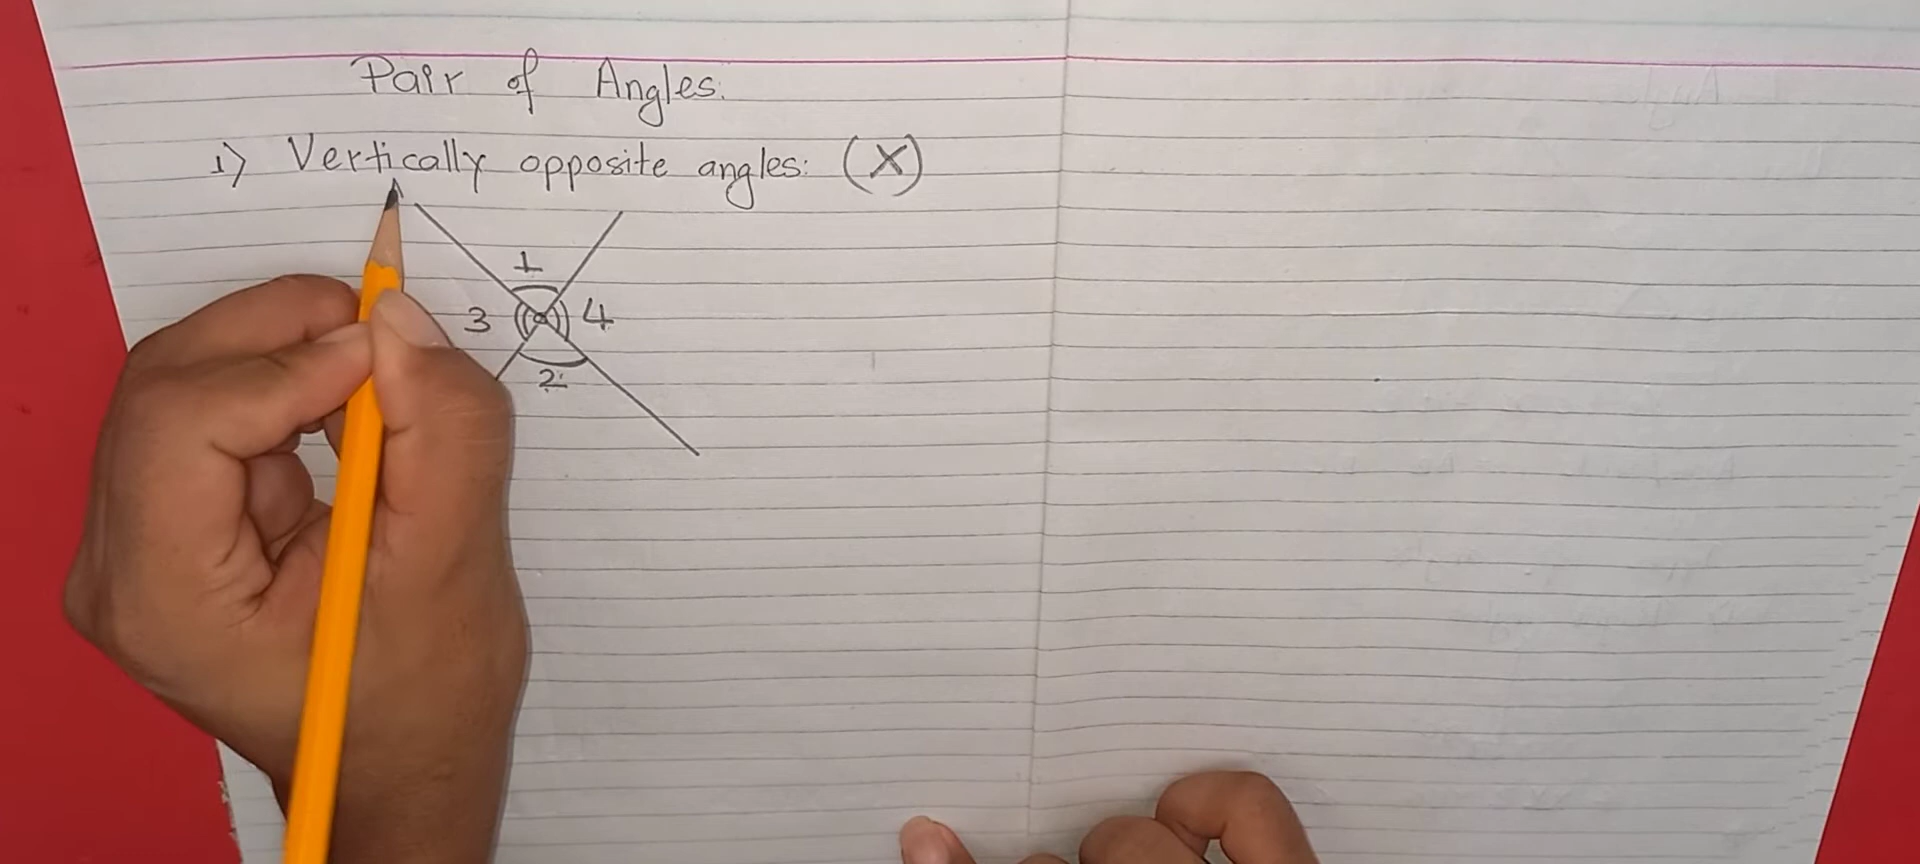 Pair of Angles.
1) Vertically opposite angles: (X)
A
1
3 4
2